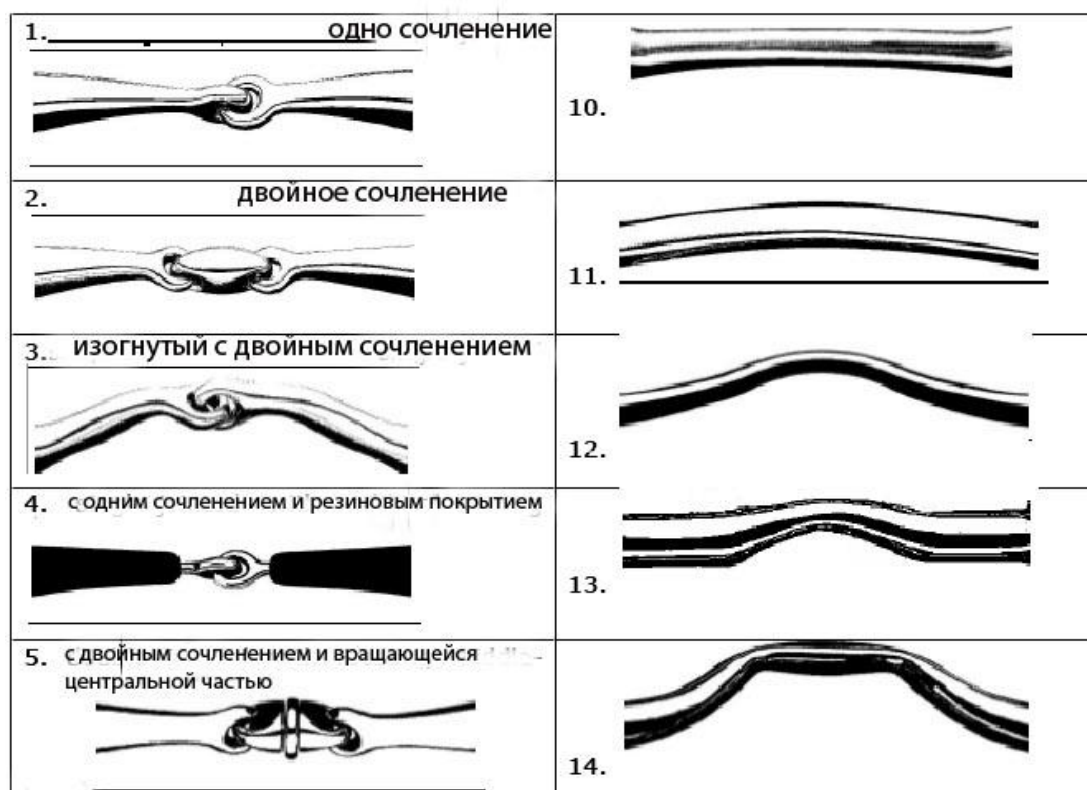 1. одно сочленение
2. двойное сочленение
3. изогнутый с двойным сочленением
4. с одним сочленением и резиновым покрытием
5. с двойным сочленением и вращающейся
центральной частью
10.
11.
12.
13.
14.